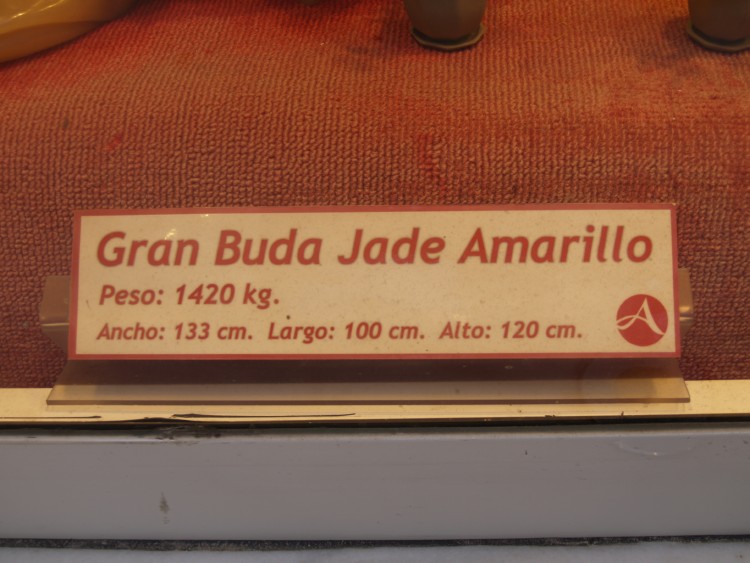 Gran Buda Jade Amarillo
Peso: 1420 kg.
Ancho: 133 cm. Largo: 100 cm. Alto: 120 cm.